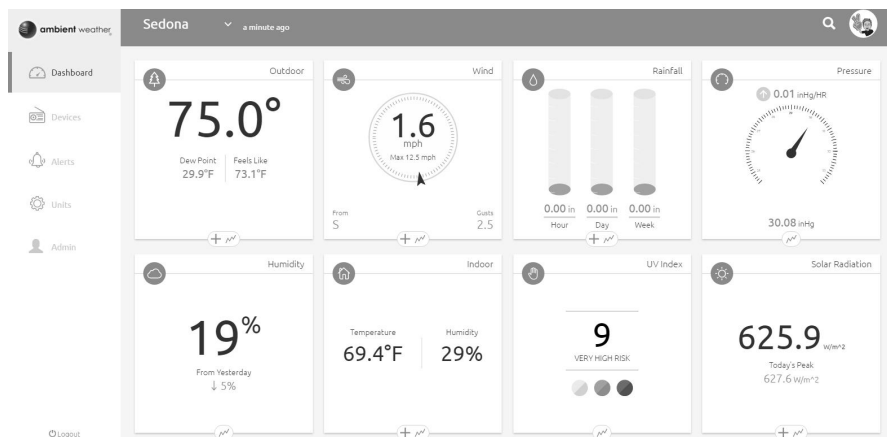 ambient weather
Sedona
a minute ago
Dashboard
Devices
Alerts
Units
Admin
Logout
Outdoor
75.0°
Dew Point
29.9°F
Feels Like
73.1°F
Wind
1.6
mph
Max 12.5 mph
From
S
Gusts
2.5
Rainfall
0.00 in
Hour
0.00 in
Day
0.00 in
Week
Pressure
0.01 inHg/HR
30.08 inHg
Humidity
19%
From Yesterday
↓ 5%
Indoor
Temperature
69.4°F
Humidity
29%
UV Index
9
VERY HIGH RISK
Solar Radiation
625.9 W/m^2
Today's Peak
627.6 W/m^2